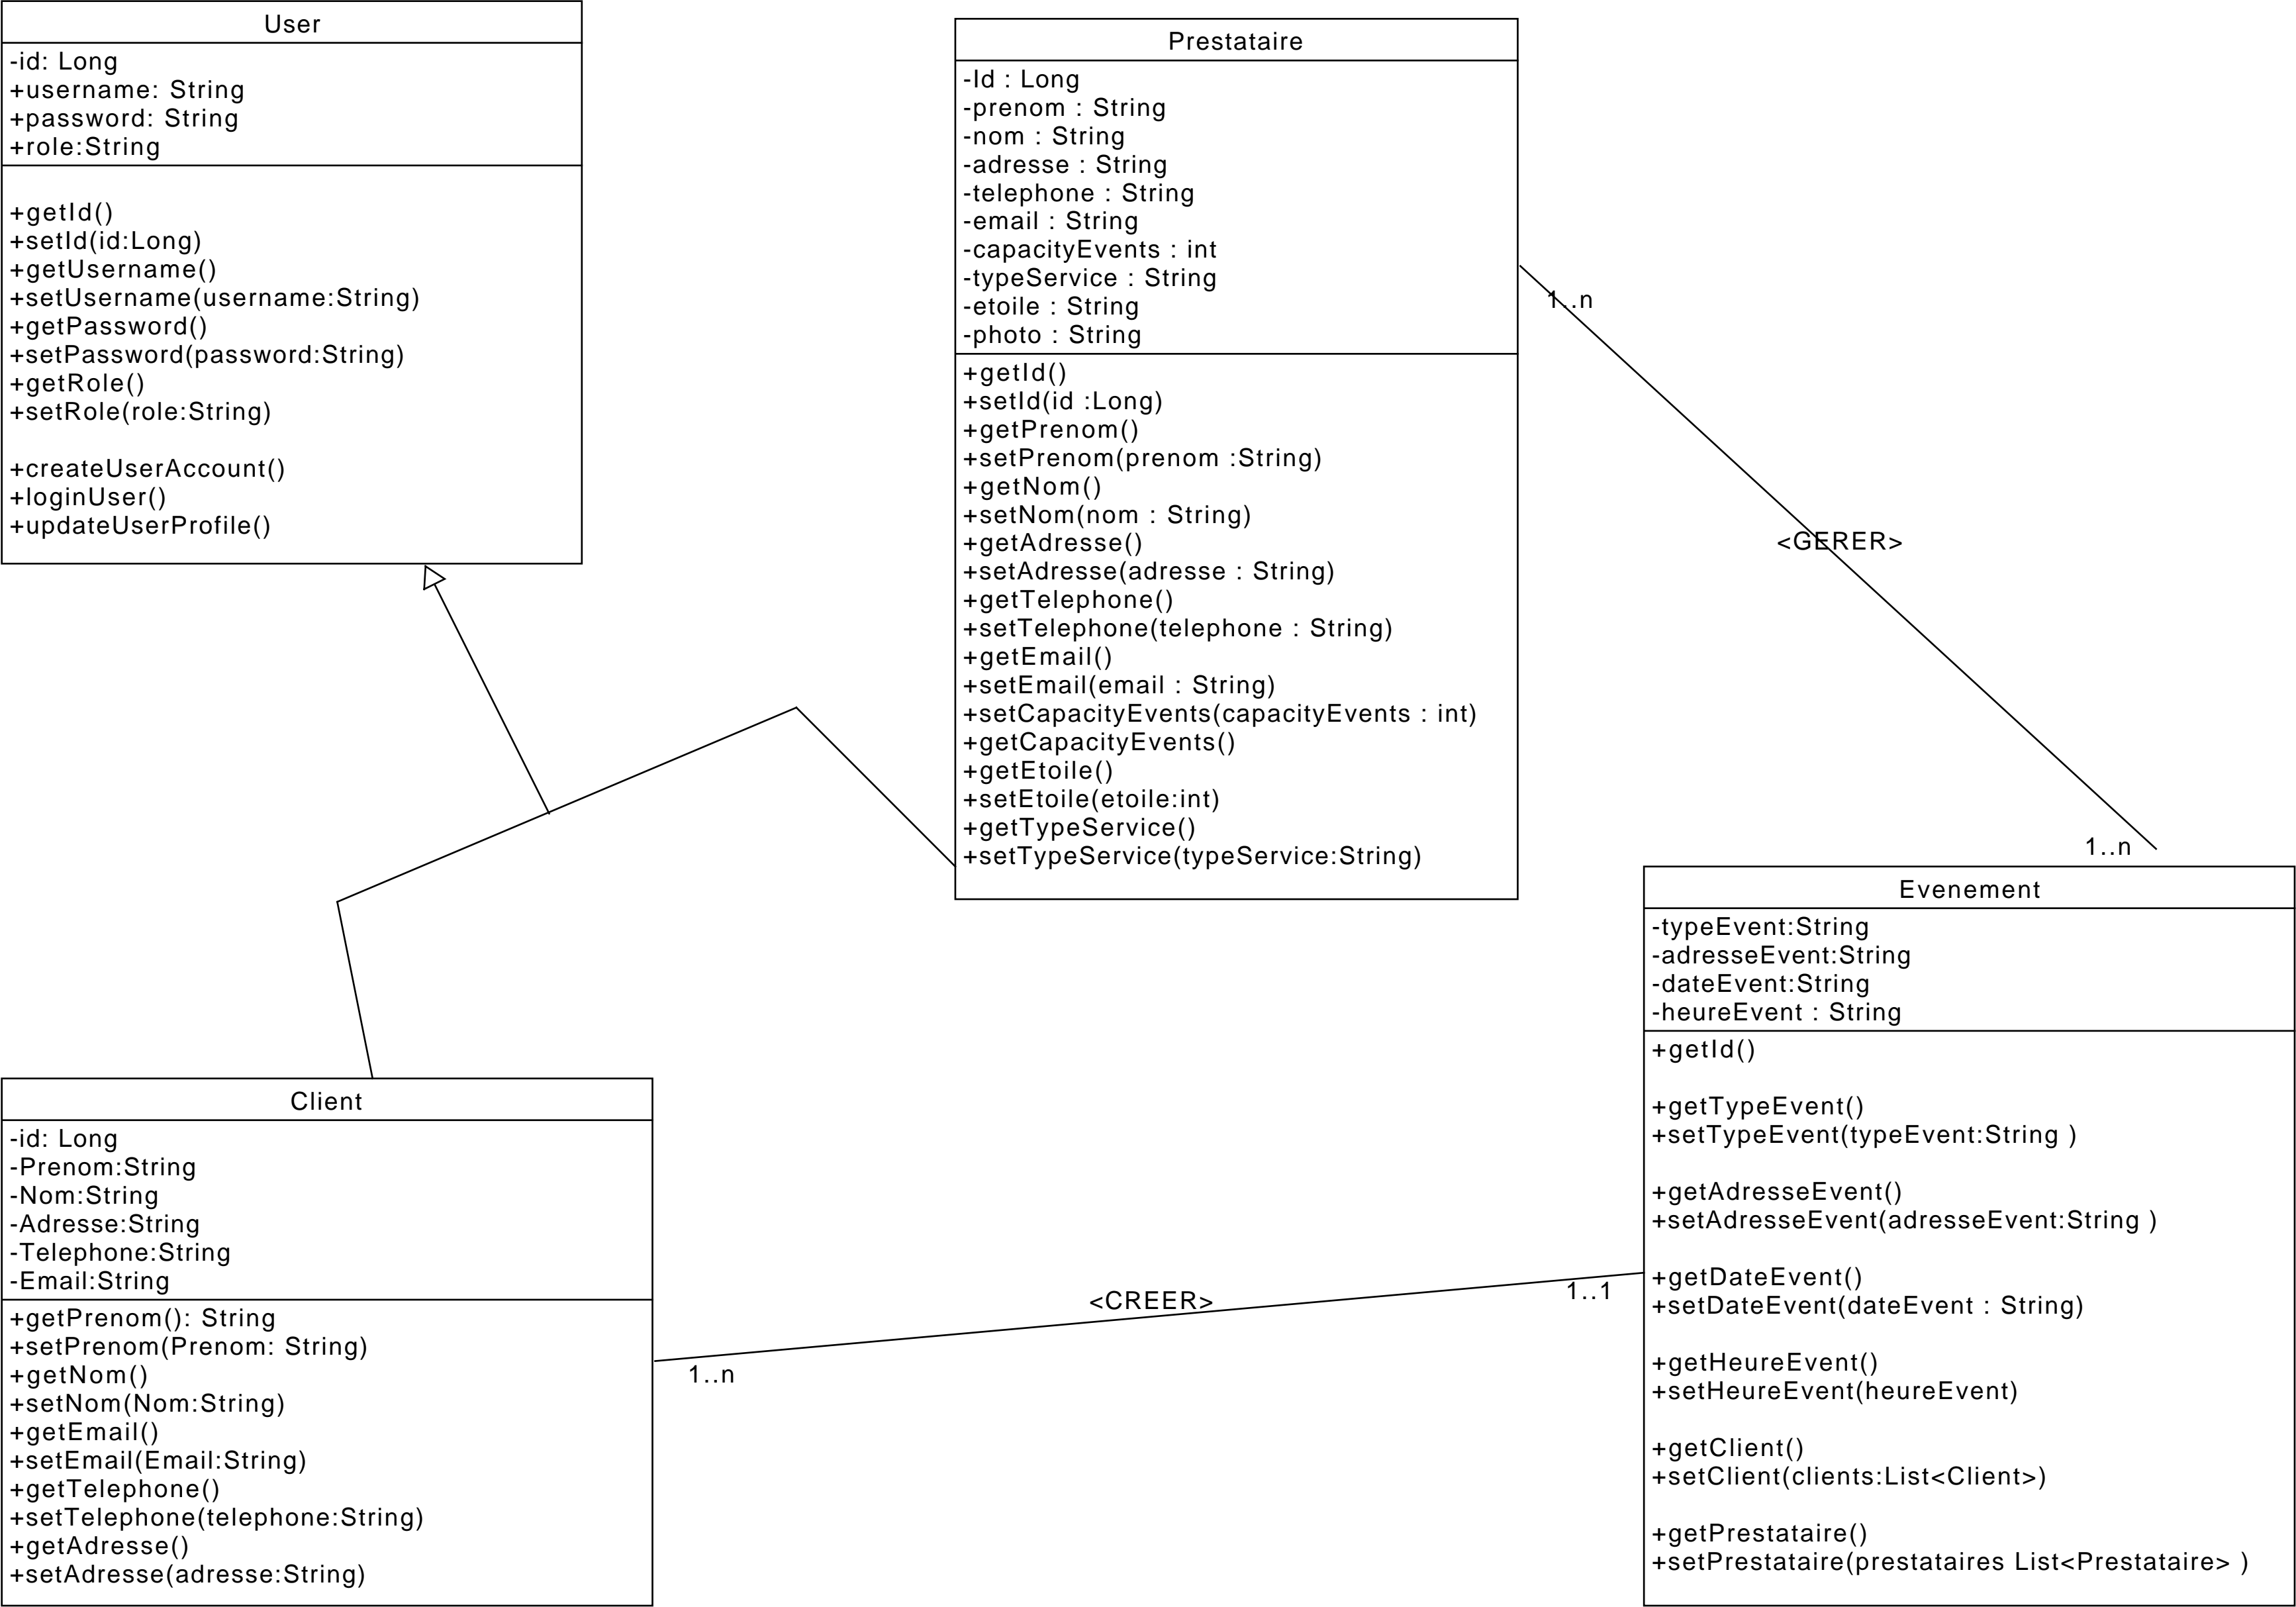 User
-id: Long
+username: String
+password: String
+role:String
+getId()
+setId(id:Long)
+getUsername()
+setUsername(username:String)
+getPassword()
+setPassword(password:String)
+getRole()
+setRole(role:String)
+createUserAccount()
+loginUser()
+updateUserProfile()
Prestataire
-Id : Long
-prenom : String
-nom : String
-adresse : String
-telephone : String
-email : String
-capacityEvents : int
-typeService : String
-etoile : String
-photo : String
+getId()
+setId(id :Long)
+getPrenom()
+setPrenom(prenom :String)
+getNom()
+setNom(nom : String)
+getAdresse()
+setAdresse(adresse : String)
+getTelephone()
+setTelephone(telephone : String)
+getEmail()
+setEmail(email : String)
+setCapacityEvents(capacityEvents : int)
+getCapacityEvents()
+getEtoile()
+setEtoile(etoile:int)
+getTypeService()
+setTypeService(typeService:String)
1..n
<GERER>
1..n
Client
-id: Long
-Prenom:String
-Nom:String
-Adresse:String
-Telephone:String
-Email:String
+getPrenom(): String
+setPrenom(Prenom: String)
+getNom()
+setNom(Nom:String)
+getEmail()
+setEmail(Email:String)
+getTelephone()
+setTelephone(telephone:String)
+getAdresse()
+setAdresse(adresse:String)
1..n
<CREER>
1..1
Evenement
-typeEvent:String
-adresseEvent:String
-dateEvent:String
-heureEvent : String
+getId()
+getTypeEvent()
+setTypeEvent(typeEvent:String )
+getAdresseEvent()
+setAdresseEvent(adresseEvent:String )
+getDateEvent()
+setDateEvent(dateEvent : String)
+getHeureEvent()
+setHeureEvent(heureEvent)
+getClient()
+setClient(clients:List<Client>)
+getPrestataire()
+setPrestataire(prestataires List<Prestataire> )